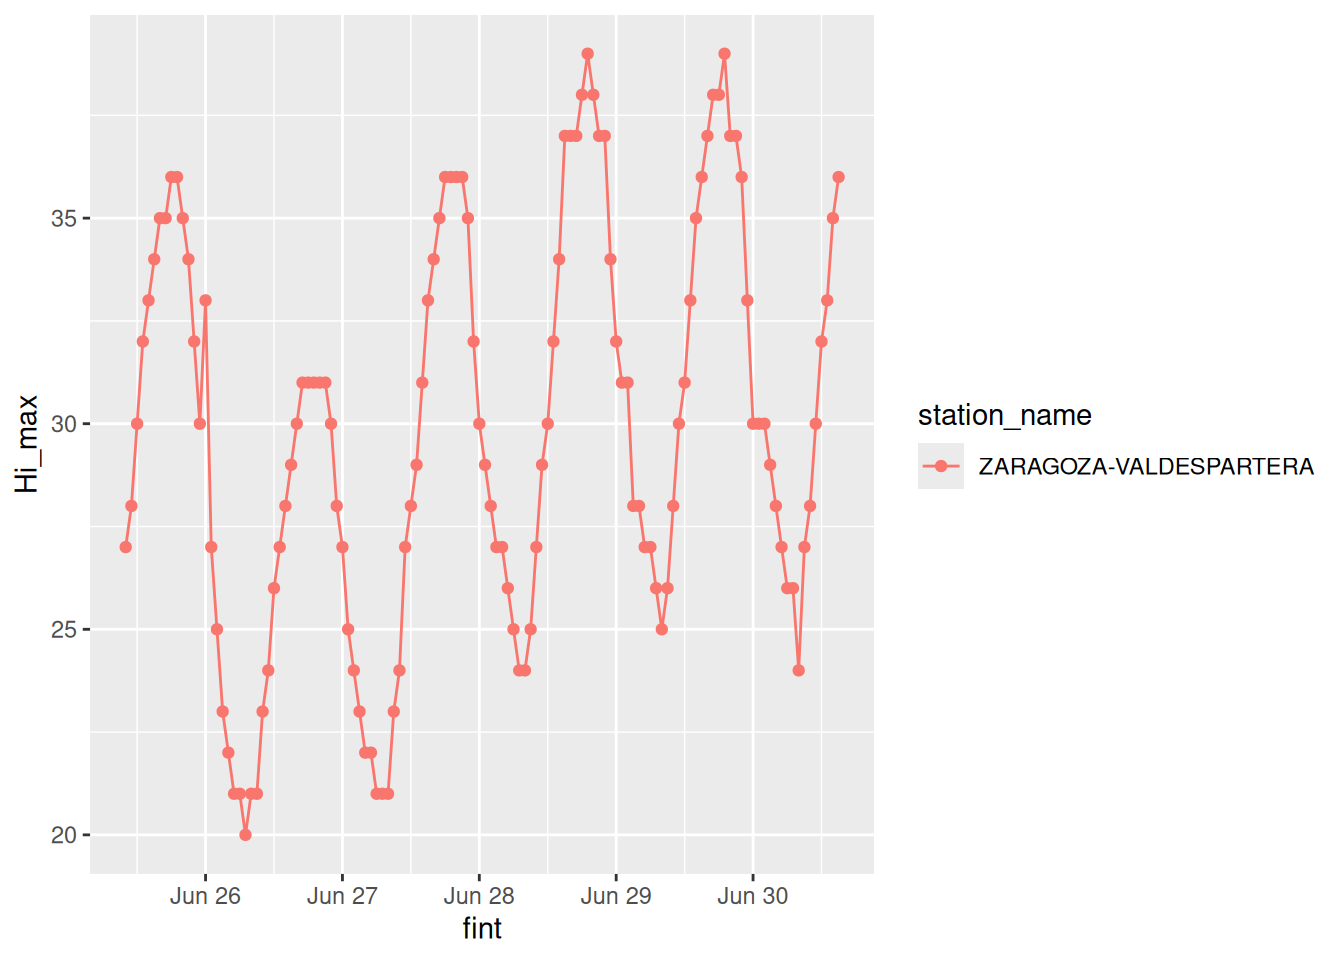 Hi_max
35
30
25
20
Jun 26
Jun 27
Jun 28
Jun 29
Jun 30
fint
station_name
ZARAGOZA-VALDESPARTERA